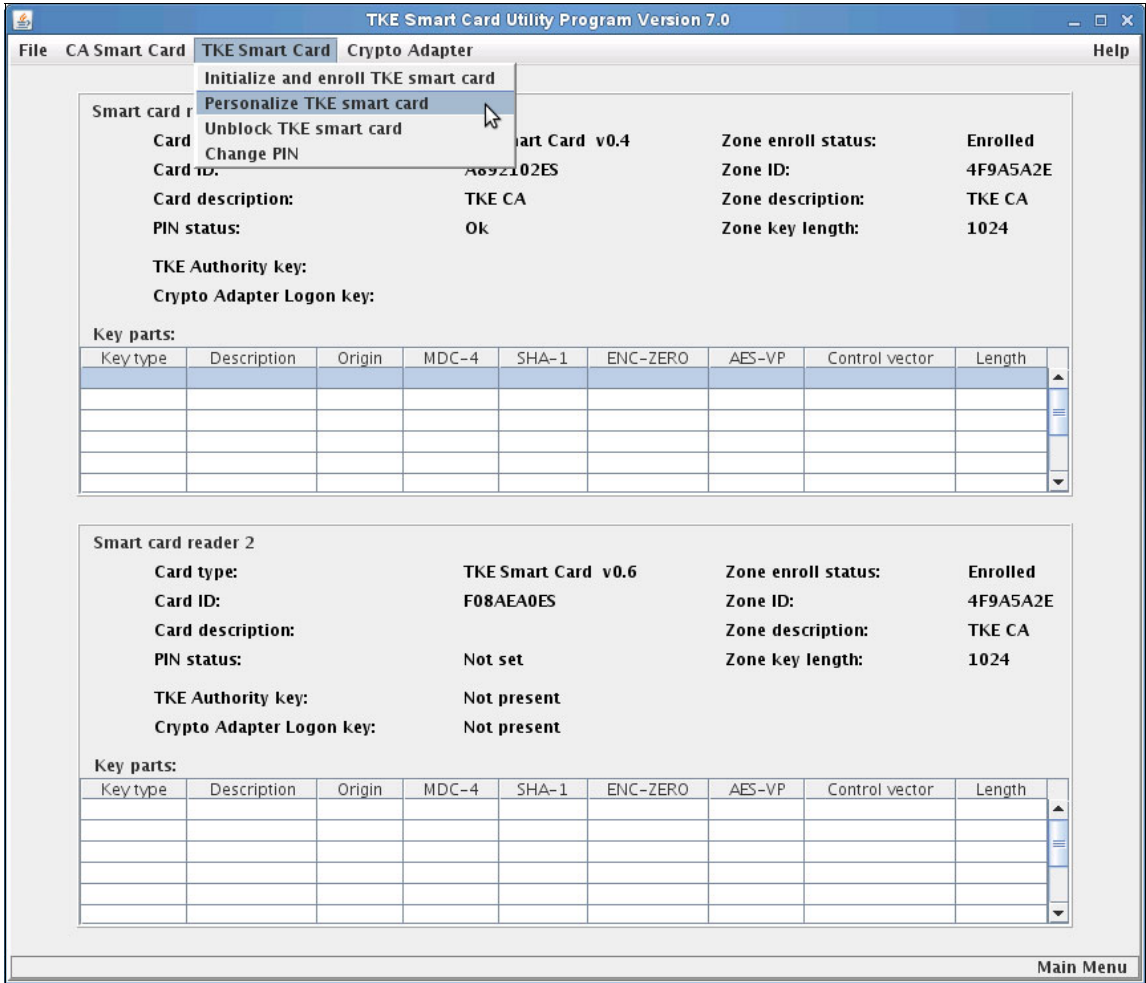 TKE Smart Card Utility Program Version 7.0
File CA Smart Card TKE Smart Card Crypto Adapter Help
Initialize and enroll TKE smart card
Personalize TKE smart card
Unblock TKE smart card
Change PIN
Smart card r
Card art Card v0.4 Zone enroll status: Enrolled
Card ID: A892102ES Zone ID: 4F9A5A2E
Card description: TKE CA Zone description: TKE CA
PIN status: Ok Zone key length: 1024
TKE Authority key:
Crypto Adapter Logon key:
Key parts:
Key type Description Origin MDC-4 SHA-1 ENC-ZERO AES-VP Control vector Length
Smart card reader 2
Card type: TKE Smart Card v0.6 Zone enroll status: Enrolled
Card ID: F08AEA0ES Zone ID: 4F9A5A2E
Card description: Zone description: TKE CA
PIN status: Not set Zone key length: 1024
TKE Authority key: Not present
Crypto Adapter Logon key: Not present
Key parts:
Key type Description Origin MDC-4 SHA-1 ENC-ZERO AES-VP Control vector Length
Main Menu